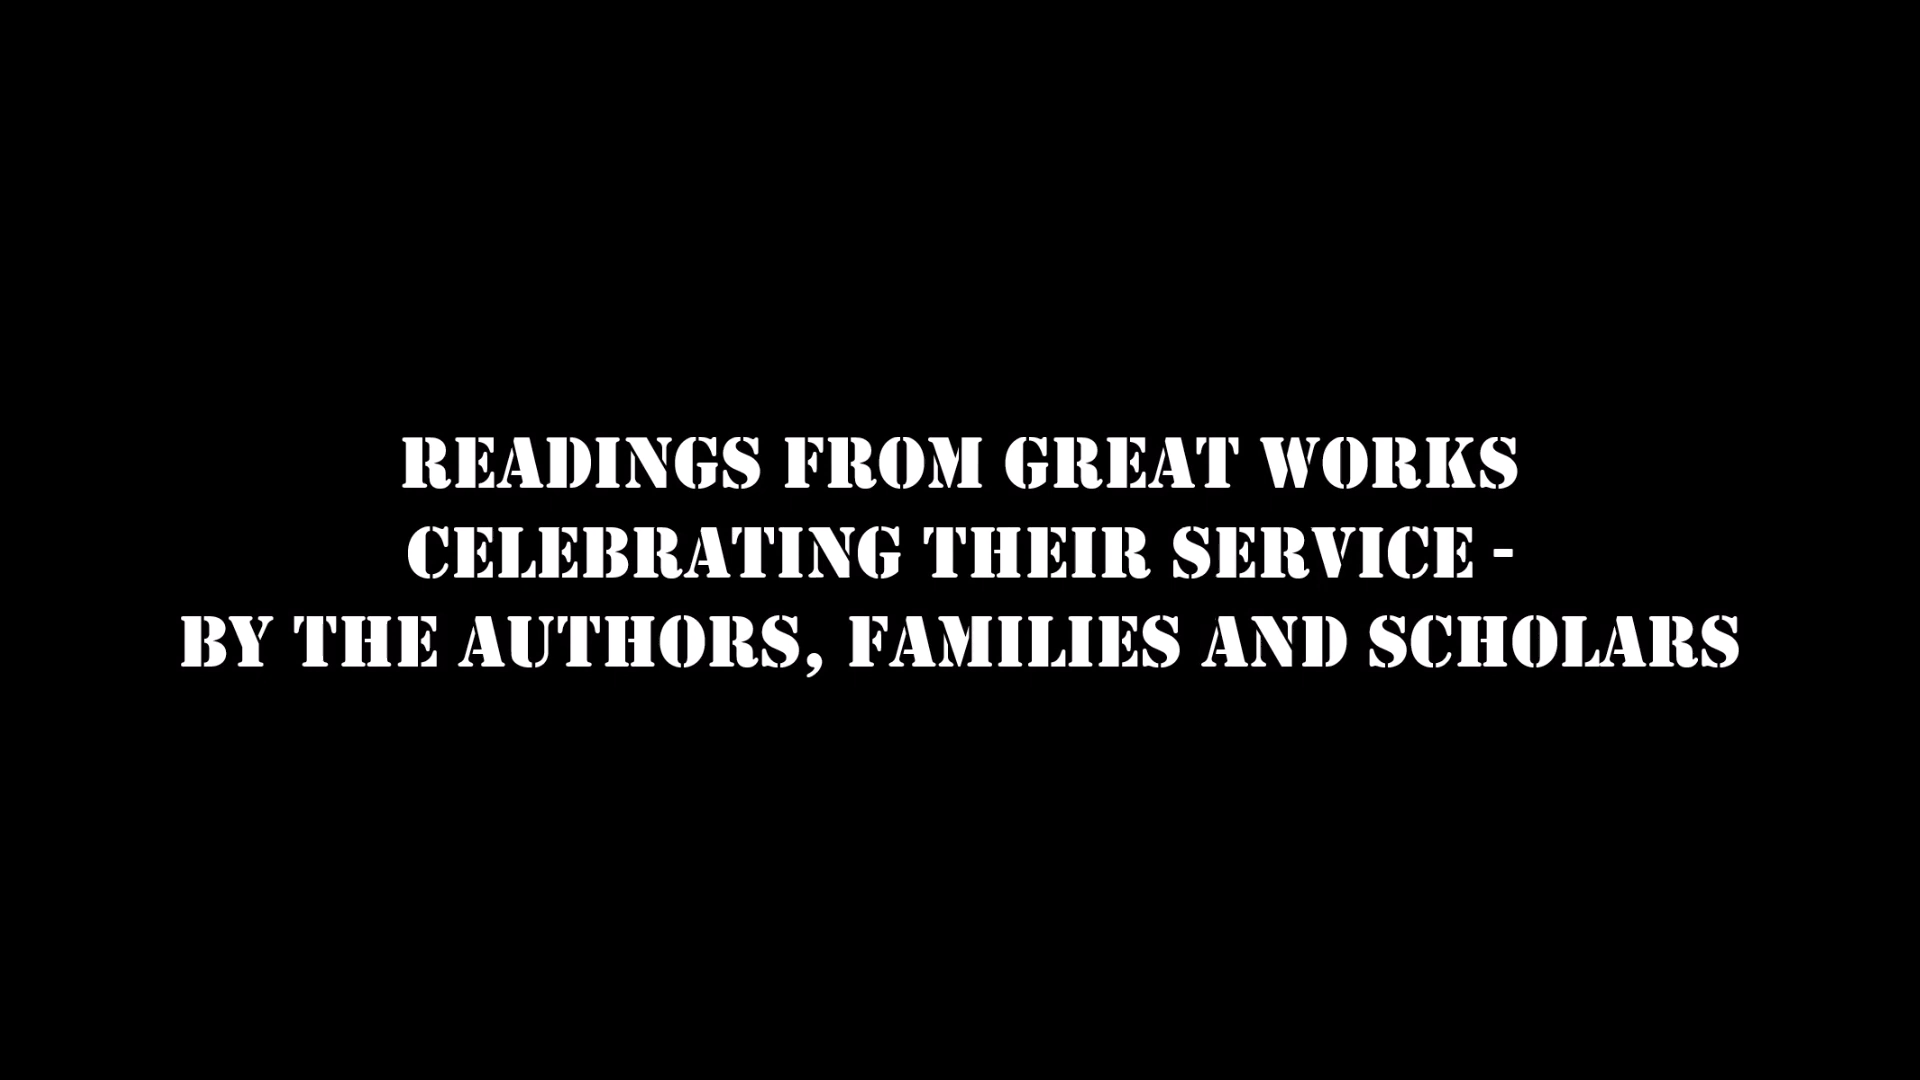 READINGS FROM GREAT WORKS
CELEBRATING THEIR SERVICE -
BY THE AUTHORS, FAMILIES AND SCHOLARS